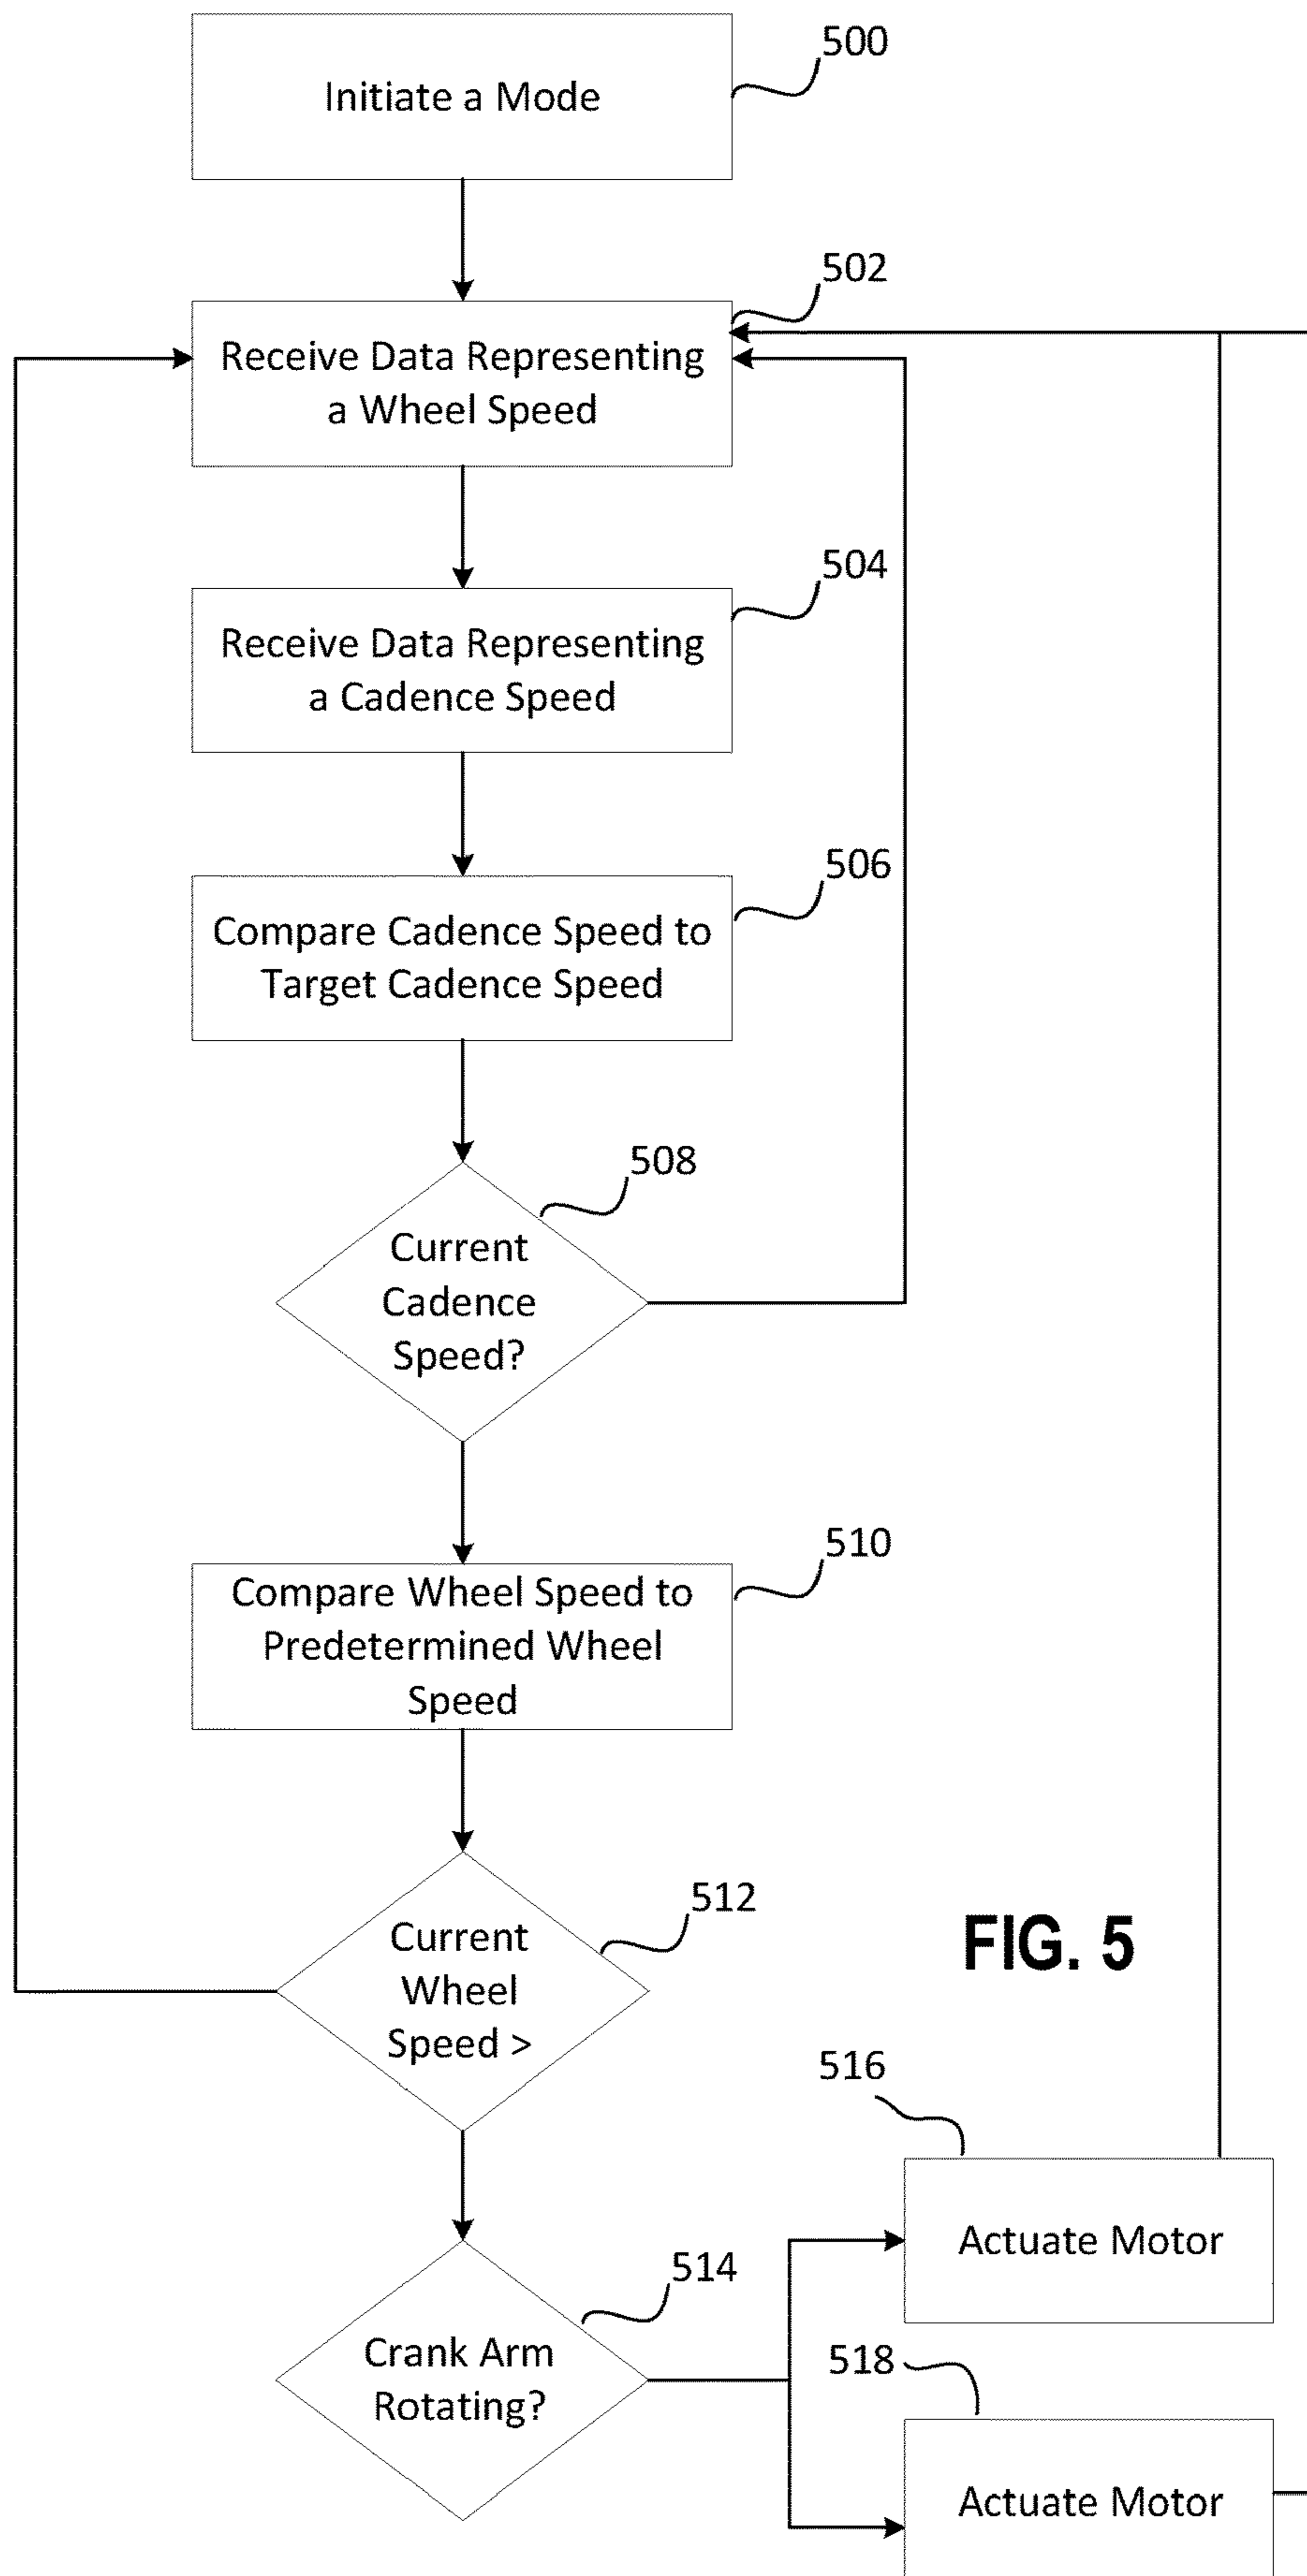 500
Initiate a Mode
502
Receive Data Representing
a Wheel Speed
504
Receive Data Representing
a Cadence Speed
506
Compare Cadence Speed to
Target Cadence Speed
508
Current
Cadence
Speed?
510
Compare Wheel Speed to
Predetermined Wheel
Speed
512
Current
Wheel
Speed >
FIG. 5
514
Crank Arm
Rotating?
516
Actuate Motor
518
Actuate Motor